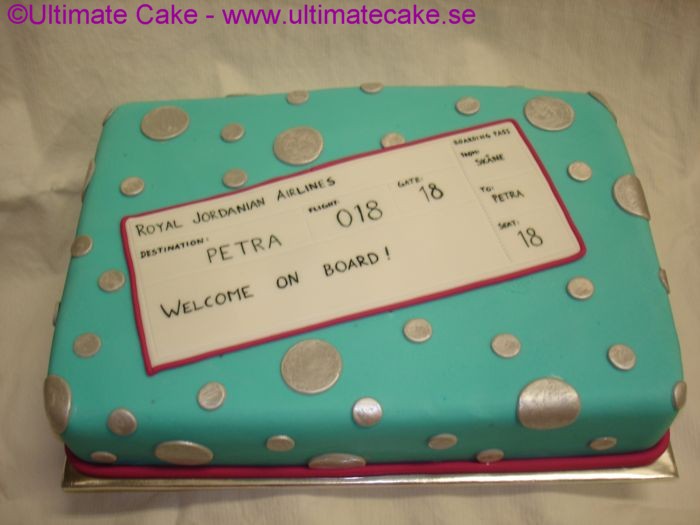 ©Ultimate Cake - www.ultimatecake.se
ROYAL JORDANIAN AIRLINES
DESTINATION: PETRA
FLIGHT: 018
GATE: 18
WELCOME ON BOARD!
BOARDING PASS
FROM: SKÅNE
TO: PETRA
SEAT: 18